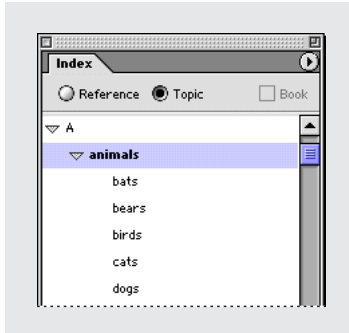 Index
Reference Topic Book
A
animals
bats
bears
birds
cats
dogs